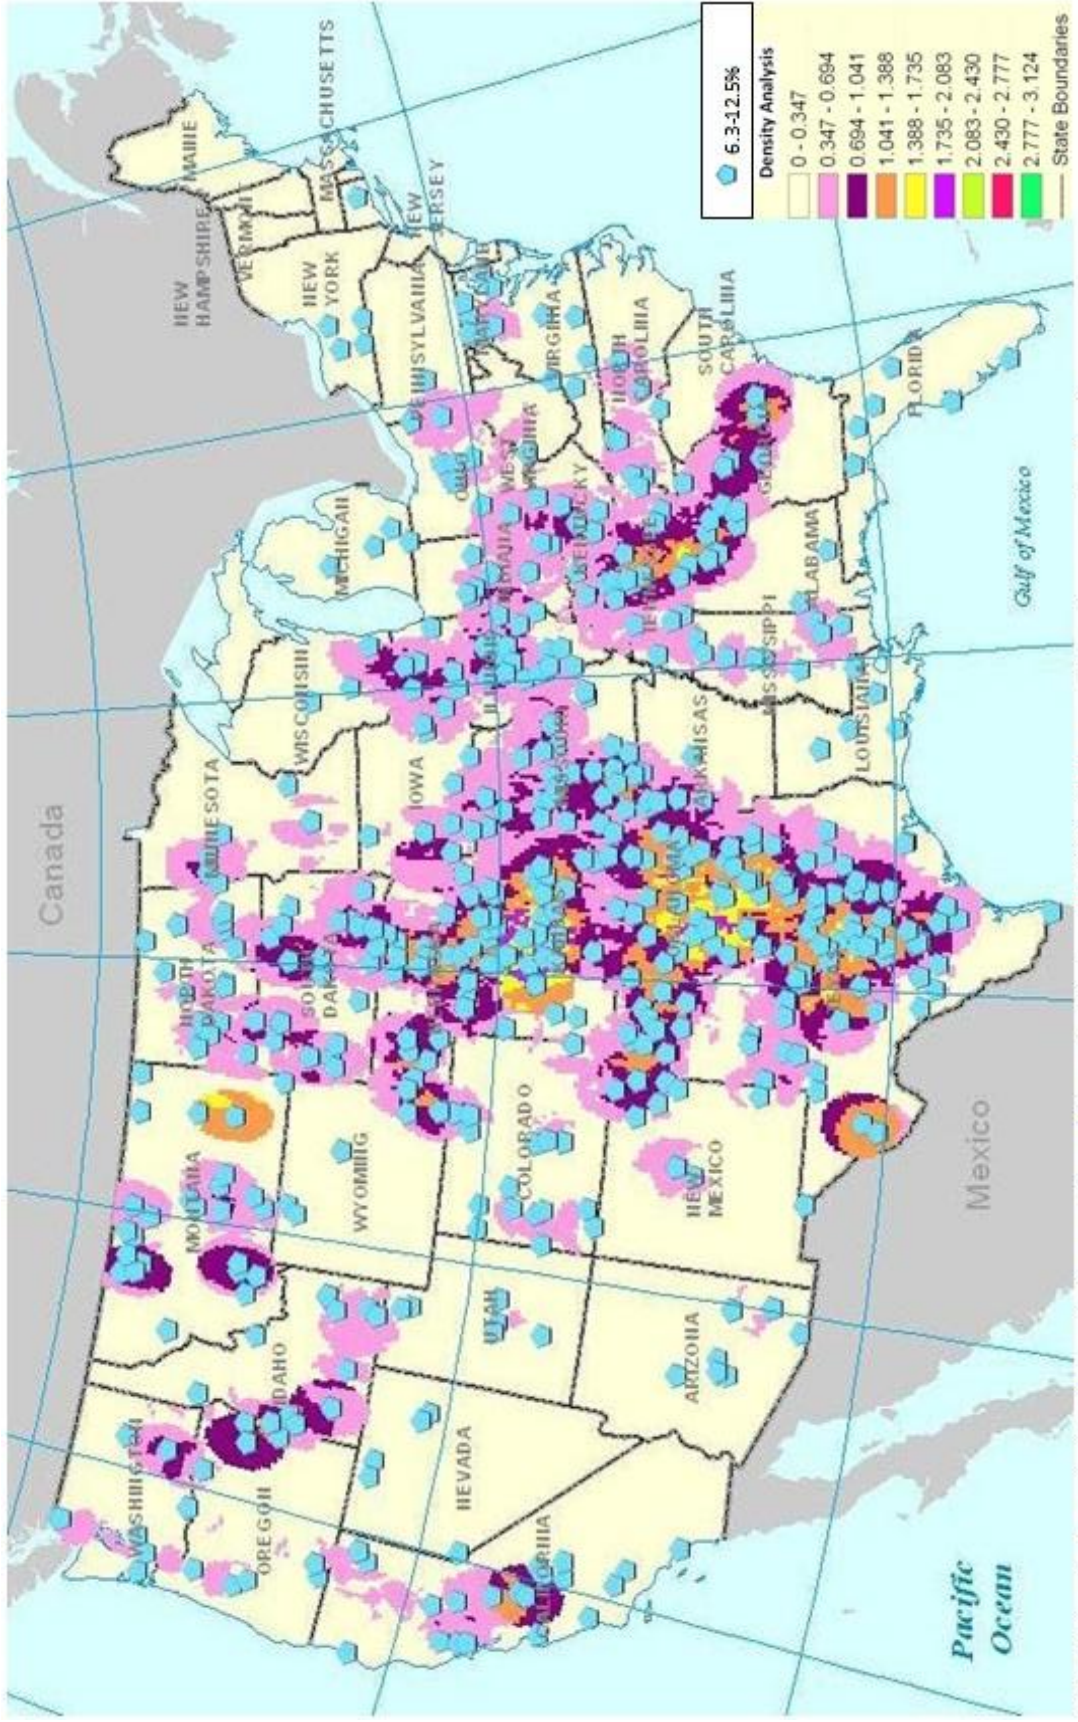 Canada
MAINE
NEW
HAMPSHIRE
VERMONT
MASSACHUSETTS
NEW
YORK
NEW
JERSEY
PENNSYLVANIA
MARYLAND
VIRGINIA
WEST
VIRGINIA
OHIO
NORTH
CAROLINA
SOUTH
CAROLINA
GEORGIA
FLORIDA
MICHIGAN
INDIANA
KENTUCKY
ALABAMA
MISSISSIPPI
WISCONSIN
ILLINOIS
MINNESOTA
IOWA
MISSOURI
ARKANSAS
LOUISIANA
NORTH
DAKOTA
SOUTH
DAKOTA
MONTANA
WYOMING
COLORADO
NEW
MEXICO
IDAHO
UTAH
ARIZONA
WASHINGTON
OREGON
NEVADA
CALIFORNIA
Mexico
Gulf of Mexico
Pacific
Ocean
6.3-12.5%
Density Analysis
0 - 0.347
0.347 - 0.694
0.694 - 1.041
1.041 - 1.388
1.388 - 1.735
1.735 - 2.083
2.083 - 2.430
2.430 - 2.777
2.777 - 3.124
State Boundaries